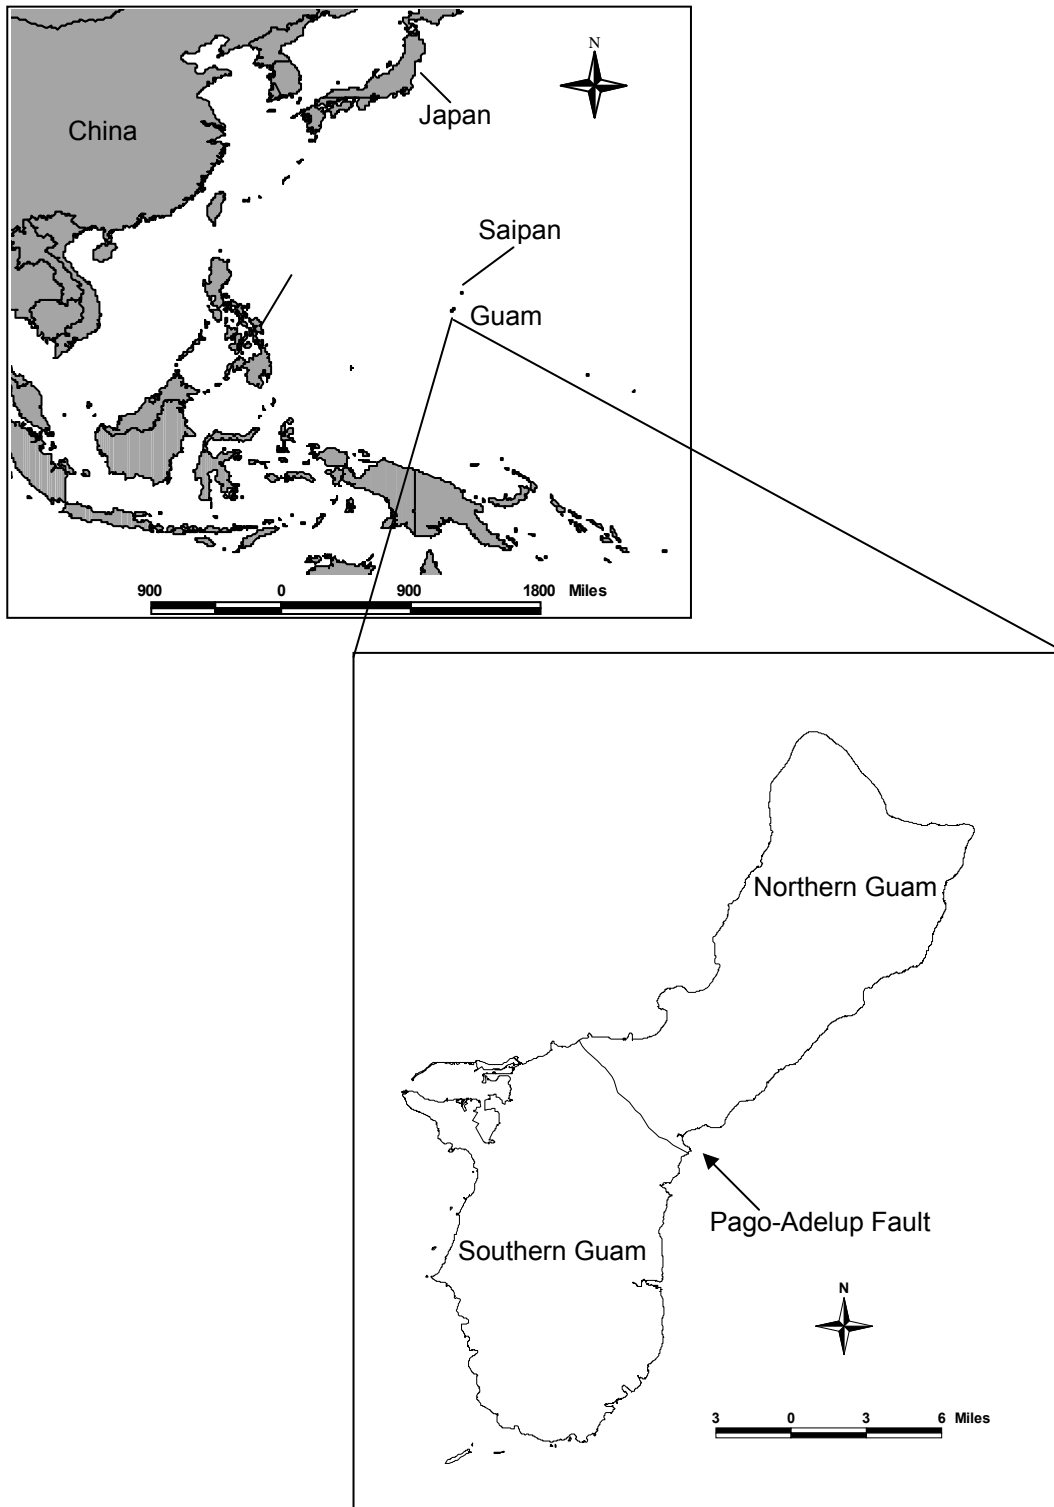 N
Japan
China
Saipan
Guam
900 0 900 1800 Miles
Northern Guam
Pago-Adelup Fault
Southern Guam
N
3 0 3 6 Miles